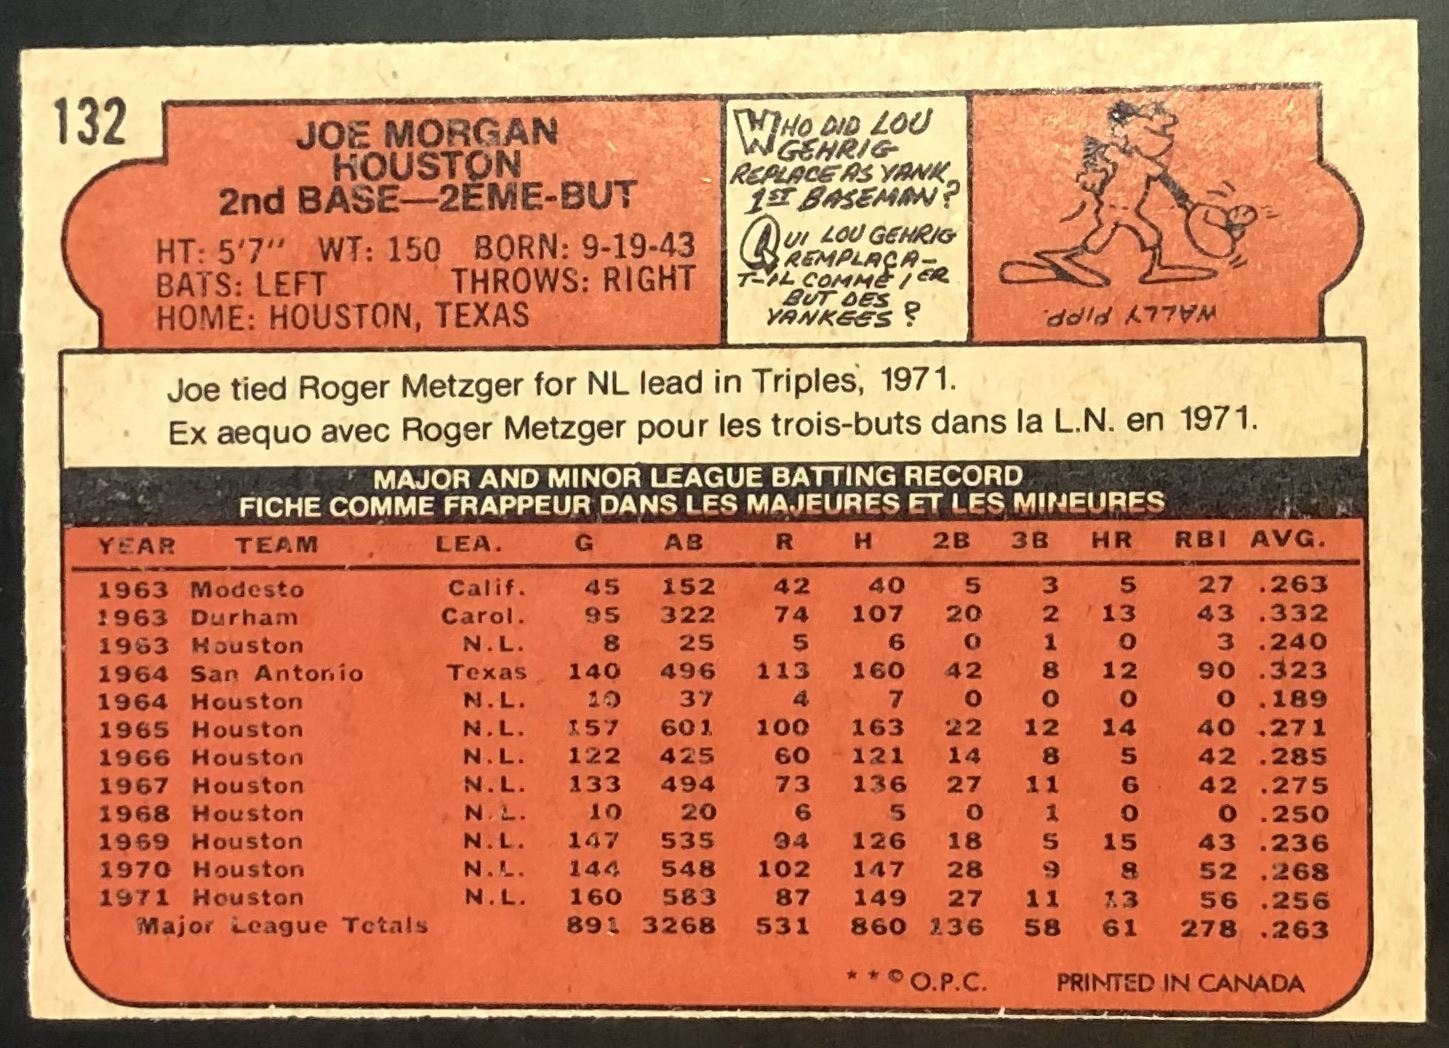 132
JOE MORGAN
HOUSTON
2nd BASE—2EME-BUT
HT: 5'7" WT: 150 BORN: 9-19-43
BATS: LEFT THROWS: RIGHT
HOME: HOUSTON, TEXAS
WHO DID LOU
GEHRIG
REPLACE AS YANK
1ST BASEMAN?
QUI LOU GEHRIG
REMPLAÇA-
T-IL COMME 1ER
BUT DES
YANKEES?
WALLY PIPP.
Joe tied Roger Metzger for NL lead in Triples, 1971.
Ex aequo avec Roger Metzger pour les trois-buts dans la L.N. en 1971.
MAJOR AND MINOR LEAGUE BATTING RECORD
FICHE COMME FRAPPEUR DANS LES MAJEURES ET LES MINEURES
YEAR TEAM LEA. G AB R H 2B 3B HR RBI AVG.
1963 Modesto Calif. 45 152 42 40 5 3 5 27 .263
1963 Durham Carol. 95 322 74 107 20 2 13 43 .332
1963 Houston N.L. 8 25 5 6 0 1 0 3 .240
1964 San Antonio Texas 140 496 113 160 42 8 12 90 .323
1964 Houston N.L. 10 37 4 7 0 0 0 0 .189
1965 Houston N.L. 157 601 100 163 22 12 14 40 .271
1966 Houston N.L. 122 425 60 121 14 8 5 42 .285
1967 Houston N.L. 133 494 73 136 27 11 6 42 .275
1968 Houston N.L. 10 20 6 5 0 1 0 0 .250
1969 Houston N.L. 147 535 94 126 18 5 15 43 .236
1970 Houston N.L. 144 548 102 147 28 9 8 52 .268
1971 Houston N.L. 160 583 87 149 27 11 13 56 .256
Major League Totals 891 3268 531 860 136 58 61 278 .263
**©O.P.C. PRINTED IN CANADA